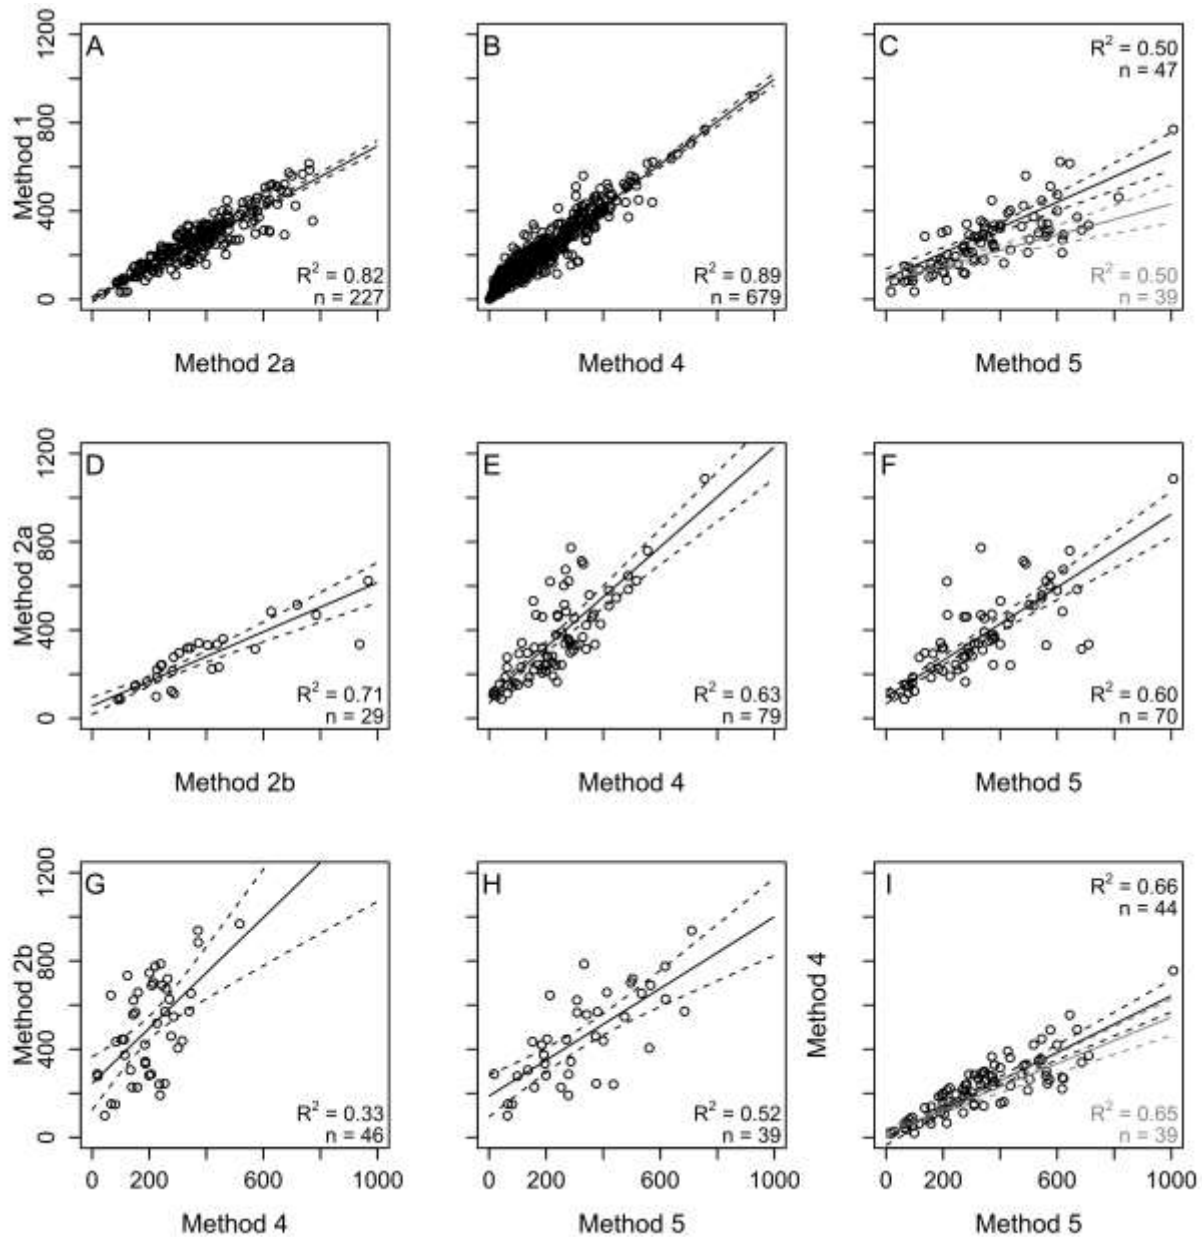 A
B
C
R² = 0.50
n = 47
1200
800
400
0
Method 1
R² = 0.82
n = 227
R² = 0.89
n = 679
R² = 0.50
n = 39
Method 2a
Method 4
Method 5
D
E
F
1200
800
400
0
Method 2a
R² = 0.71
n = 29
R² = 0.63
n = 79
R² = 0.60
n = 70
Method 2b
Method 4
Method 5
G
H
I
R² = 0.66
n = 44
1200
800
400
0
Method 2b
Method 4
R² = 0.33
n = 46
R² = 0.52
n = 39
R² = 0.65
n = 39
0 200 600 1000
0 200 600 1000
0 200 600 1000
Method 4
Method 5
Method 5